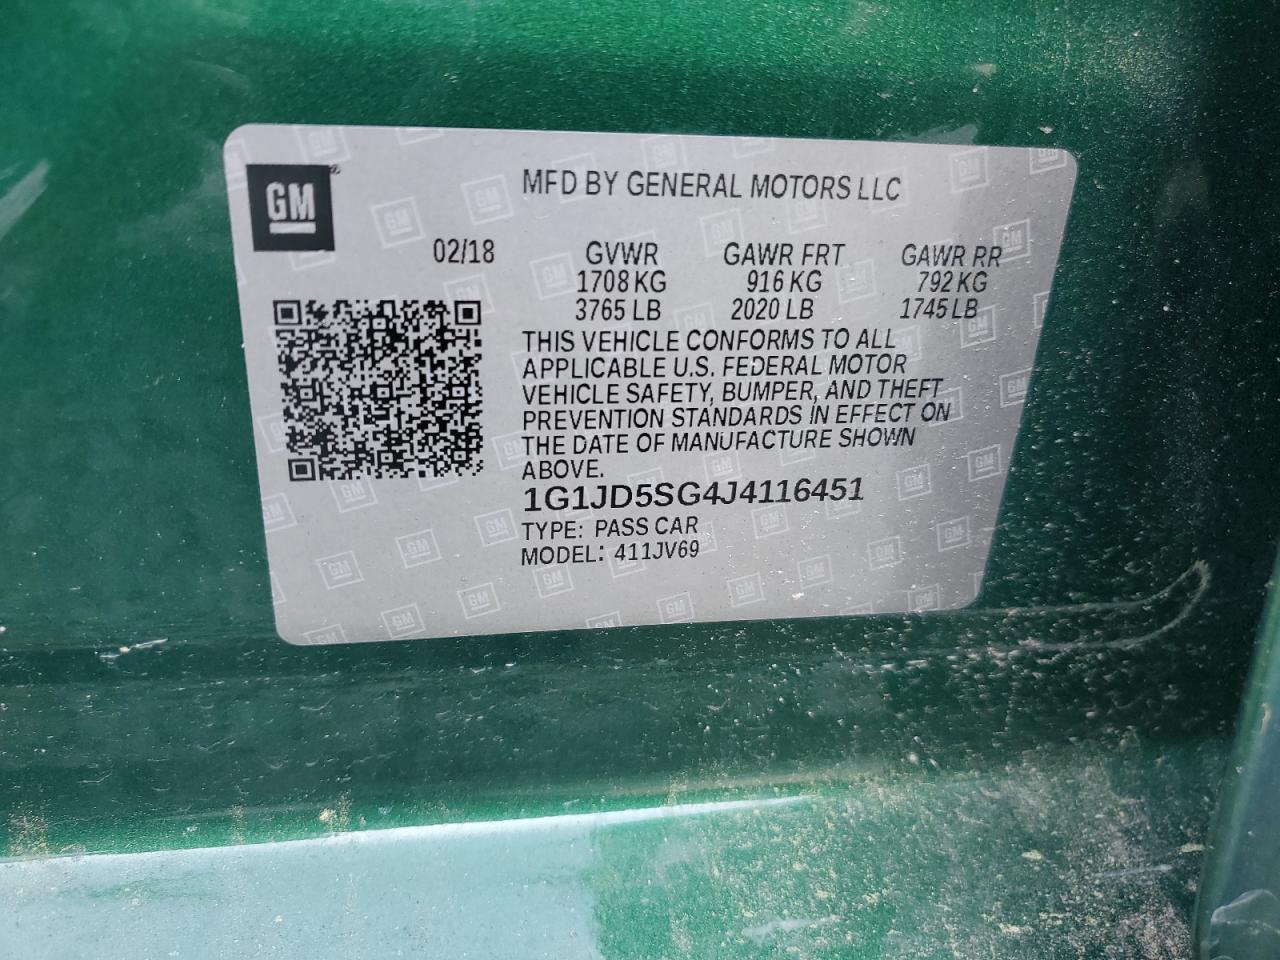 GM
MFD BY GENERAL MOTORS LLC
02/18
GVWR GAWR FRT GAWR RR
1708 KG 916 KG 792 KG
3765 LB 2020 LB 1745 LB
THIS VEHICLE CONFORMS TO ALL
APPLICABLE U.S. FEDERAL MOTOR
VEHICLE SAFETY, BUMPER, AND THEFT
PREVENTION STANDARDS IN EFFECT ON
THE DATE OF MANUFACTURE SHOWN
ABOVE.
1G1JD5SG4J4116451
TYPE: PASS CAR
MODEL: 411JV69